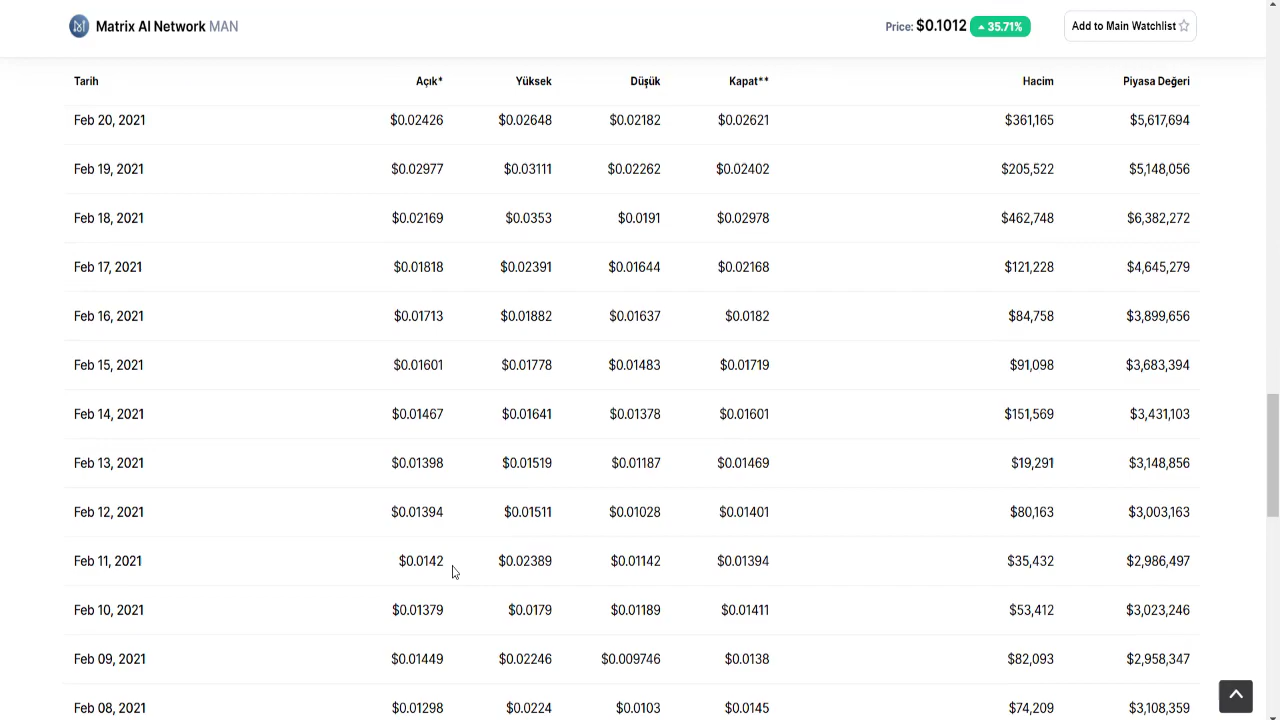 Matrix AI Network MAN Price: $0.1012 35.71% Add to Main Watchlist
Tarih Açık* Yüksek Düşük Kapat** Hacim Piyasa Değeri
Feb 20, 2021 $0.02426 $0.02648 $0.02182 $0.02621 $361,165 $5,617,694
Feb 19, 2021 $0.02977 $0.03111 $0.02262 $0.02402 $205,522 $5,148,056
Feb 18, 2021 $0.02169 $0.0353 $0.0191 $0.02978 $462,748 $6,382,272
Feb 17, 2021 $0.01818 $0.02391 $0.01644 $0.02168 $121,228 $4,645,279
Feb 16, 2021 $0.01713 $0.01882 $0.01637 $0.0182 $84,758 $3,899,656
Feb 15, 2021 $0.01601 $0.01778 $0.01483 $0.01719 $91,098 $3,683,394
Feb 14, 2021 $0.01467 $0.01641 $0.01378 $0.01601 $151,569 $3,431,103
Feb 13, 2021 $0.01398 $0.01519 $0.01187 $0.01469 $19,291 $3,148,856
Feb 12, 2021 $0.01394 $0.01511 $0.01028 $0.01401 $80,163 $3,003,163
Feb 11, 2021 $0.0142 $0.02389 $0.01142 $0.01394 $35,432 $2,986,497
Feb 10, 2021 $0.01379 $0.0179 $0.01189 $0.01411 $53,412 $3,023,246
Feb 09, 2021 $0.01449 $0.02246 $0.009746 $0.0138 $82,093 $2,958,347
Feb 08, 2021 $0.01298 $0.0224 $0.0103 $0.0145 $74,209 $3,108,359